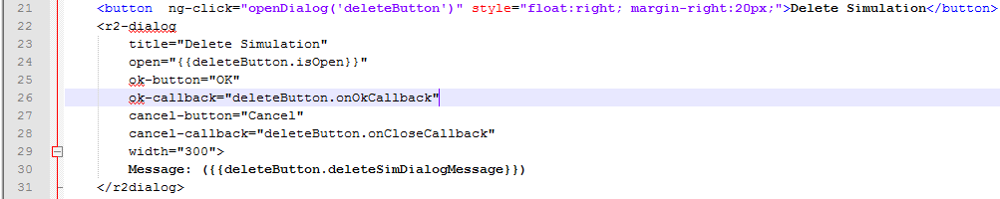 21 <button  ng-click="openDialog('deleteButton')" style="float:right; margin-right:20px;">Delete Simulation</button>
22 <r2-dialog
23     title="Delete Simulation"
24     open="{{deleteButton.isOpen}}"
25     ok-button="OK"
26     ok-callback="deleteButton.onOkCallback"
27     cancel-button="Cancel"
28     cancel-callback="deleteButton.onCloseCallback"
29     width="300">
30     Message: ({{deleteButton.deleteSimDialogMessage}})
31 </r2dialog>